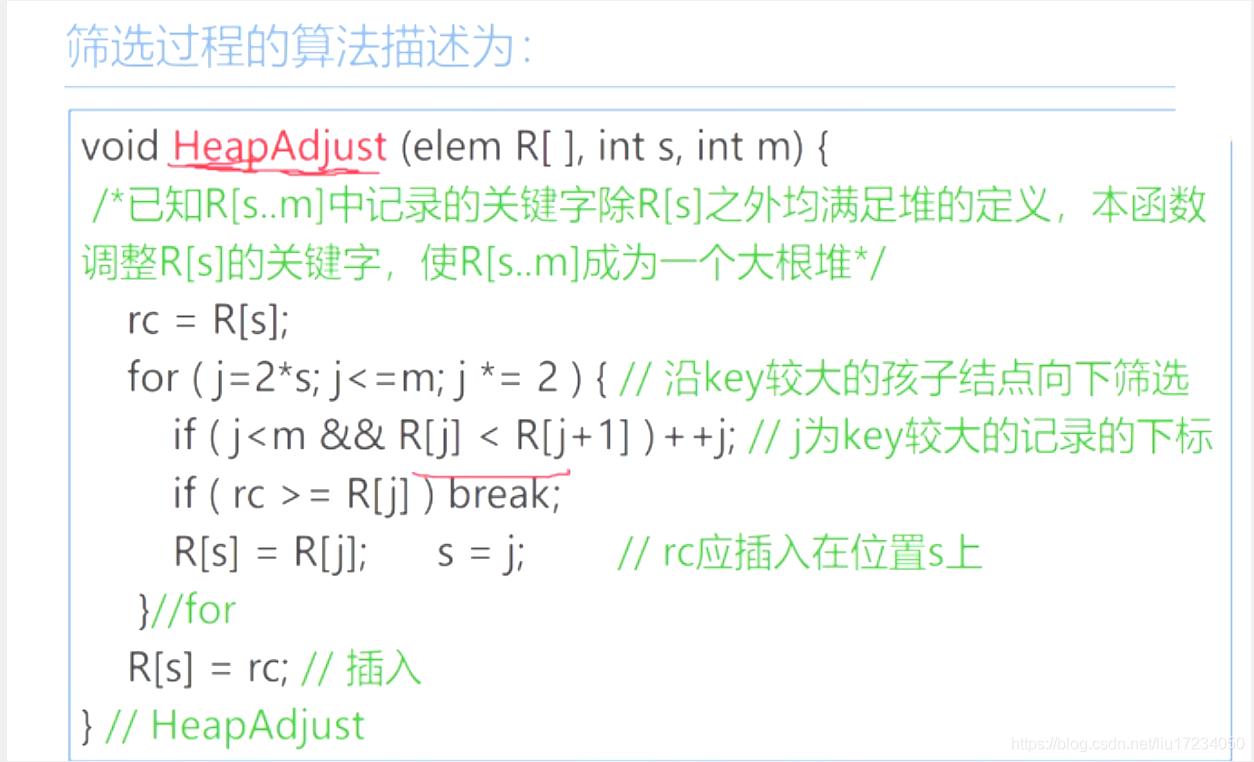 筛选过程的算法描述为：
void HeapAdjust (elem R[ ], int s, int m) {
/*已知R[s..m]中记录的关键字除R[s]之外均满足堆的定义，本函数
调整R[s]的关键字，使R[s..m]成为一个大根堆*/
rc = R[s];
for ( j=2*s; j<=m; j *= 2 ) { // 沿key较大的孩子结点向下筛选
if ( j<m && R[j] < R[j+1] ) ++j; // j为key较大的记录的下标
if ( rc >= R[j] ) break;
R[s] = R[j]; s = j; // rc应插入在位置s上
}//for
R[s] = rc; // 插入
} // HeapAdjust
https://blog.csdn.net/liu17234050